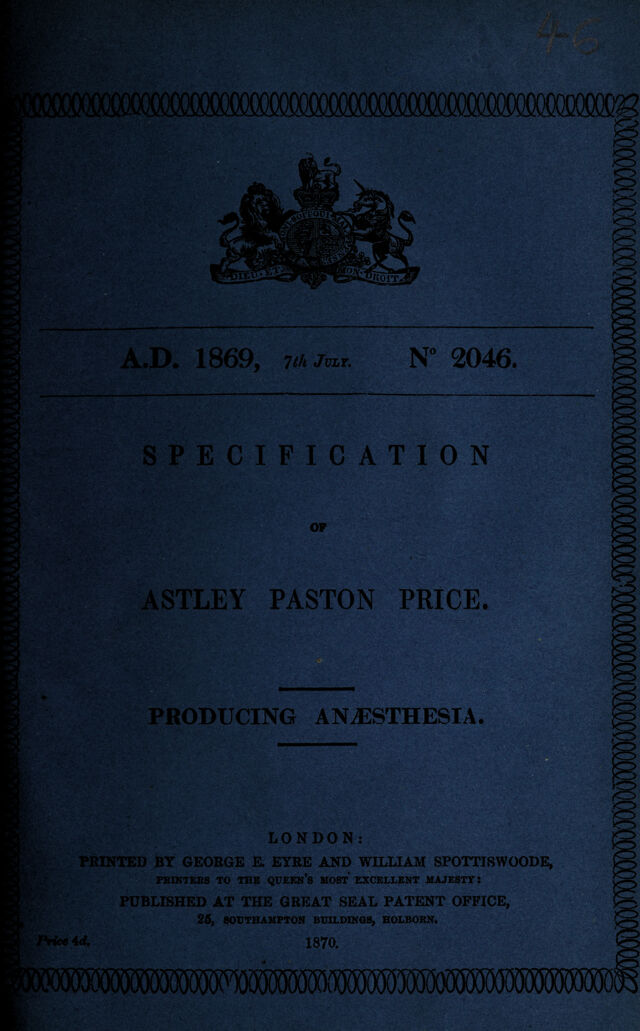 46
A.D. 1869, 7th JULY. No 2046.
SPECIFICATION
OF
ASTLEY PASTON PRICE.
PRODUCING ANÆSTHESIA.
LONDON:
PRINTED BY GEORGE E. EYRE AND WILLIAM SPOTTISWOODE,
PRINTERS TO THE QUEEN'S MOST EXCELLENT MAJESTY:
PUBLISHED AT THE GREAT SEAL PATENT OFFICE,
25, SOUTHAMPTON BUILDINGS, HOLBORN.
Price 4d.
1870.